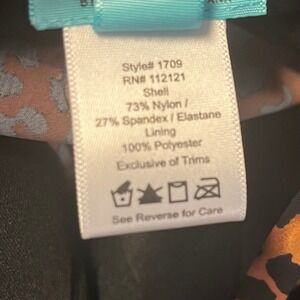 Style# 1709
RN# 112121
Shell
73% Nylon /
27% Spandex / Elastane
Lining
100% Polyester
Exclusive of Trims
See Reverse for Care